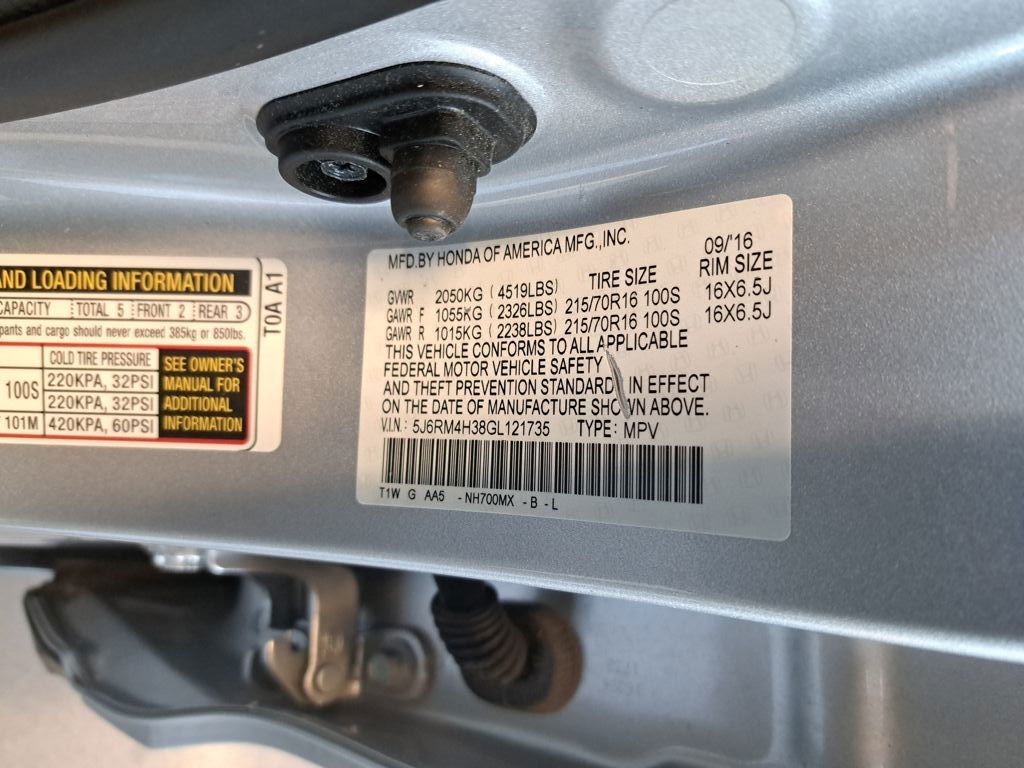 AND LOADING INFORMATION
CAPACITY TOTAL 5 FRONT 2 REAR 3
pants and cargo should never exceed 385kg or 850lbs.
COLD TIRE PRESSURE
100S 220KPA, 32PSI
220KPA, 32PSI
101M 420KPA, 60PSI
SEE OWNER'S
MANUAL FOR
ADDITIONAL
INFORMATION
T0A A1
MFD.BY HONDA OF AMERICA MFG.,INC. 09/'16
TIRE SIZE RIM SIZE
GVWR 2050KG (4519LBS)
GAWR F 1055KG (2326LBS) 215/70R16 100S 16X6.5J
GAWR R 1015KG (2238LBS) 215/70R16 100S 16X6.5J
THIS VEHICLE CONFORMS TO ALL APPLICABLE
FEDERAL MOTOR VEHICLE SAFETY
AND THEFT PREVENTION STANDARD IN EFFECT
ON THE DATE OF MANUFACTURE SHOWN ABOVE.
V.I.N.: 5J6RM4H38GL121735 TYPE: MPV
T1W G AA5 -NH700MX -B -L